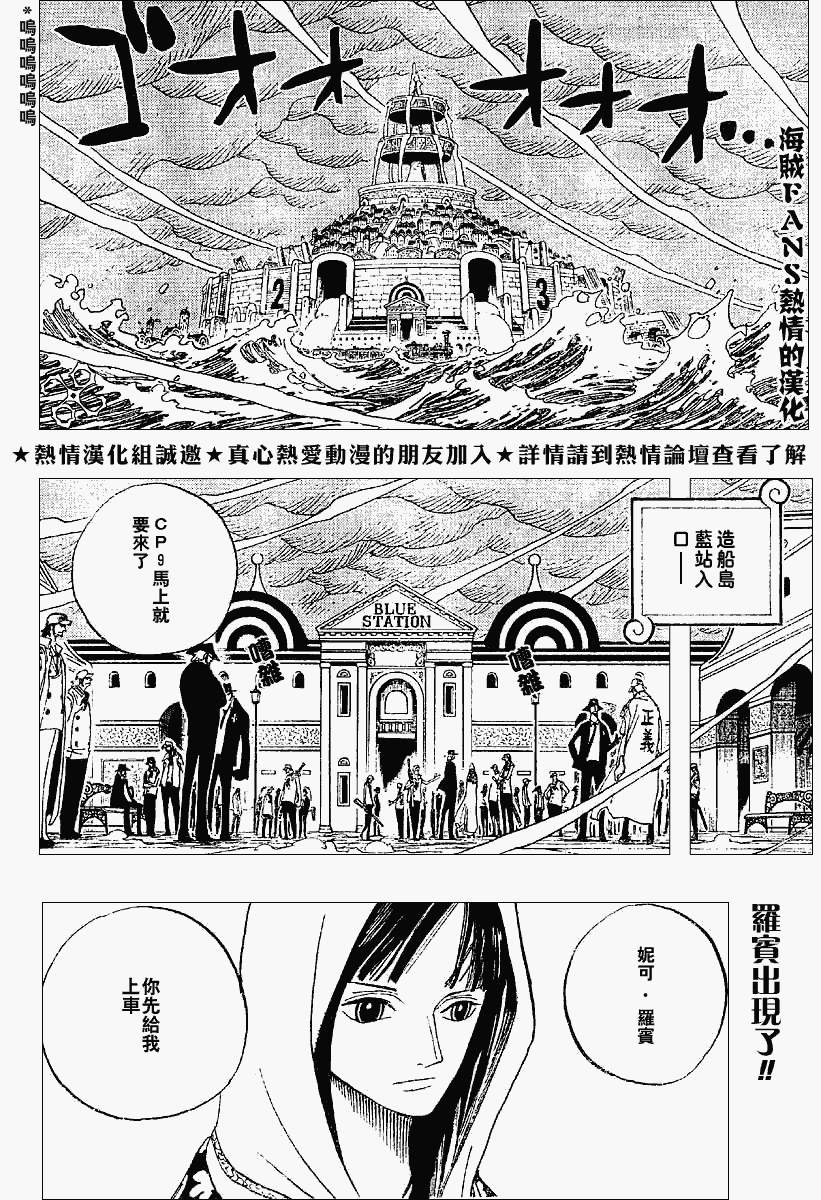 *嗚嗚嗚嗚嗚嗚
ゴオオオオオ…
2
3
海賊FANS熱情的漢化
★熱情漢化組誠邀★真心熱愛動漫的朋友加入★詳情請到熱情論壇查看了解
造船島
藍站入
口——
CP9馬上就
要來了
BLUE
STATION
嘈雜
嘈雜
正義
羅賓出現了!!
妮可·羅賓
你先給我
上車